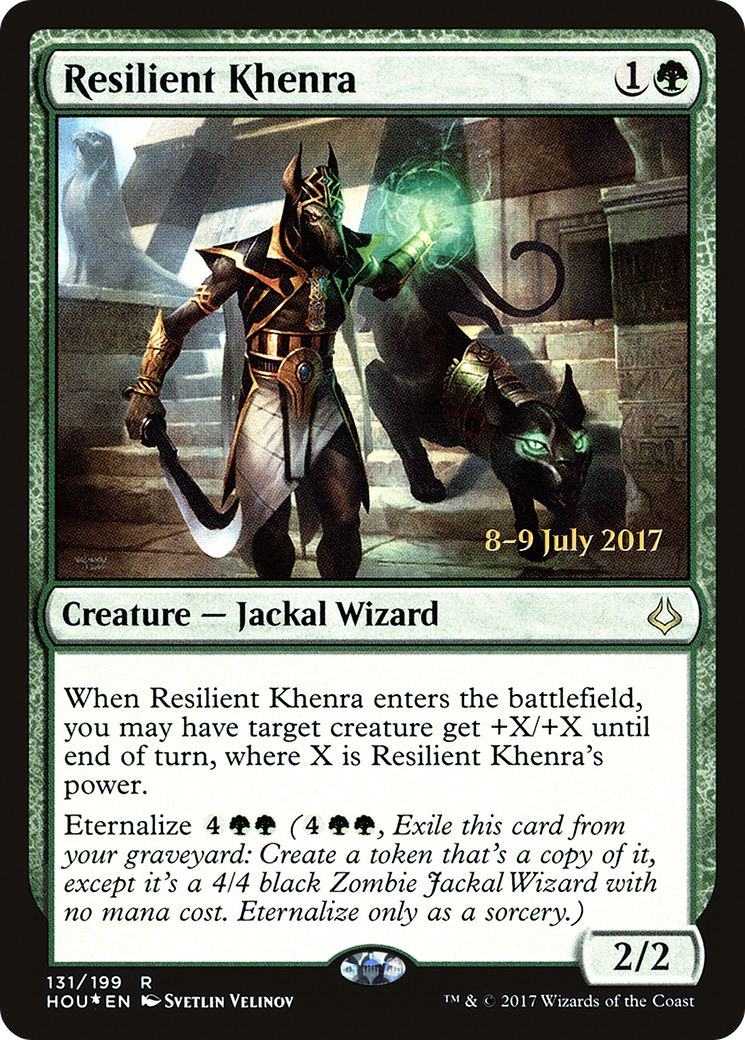 Resilient Khenra
1
8–9 July 2017
Creature — Jackal Wizard
When Resilient Khenra enters the battlefield,
you may have target creature get +X/+X until
end of turn, where X is Resilient Khenra's
power.
Eternalize 4 (4, Exile this card from
your graveyard: Create a token that's a copy of it,
except it's a 4/4 black Zombie Jackal Wizard with
no mana cost. Eternalize only as a sorcery.)
2/2
131/199 R
HOU★EN Svetlin Velinov
™ & © 2017 Wizards of the Coast